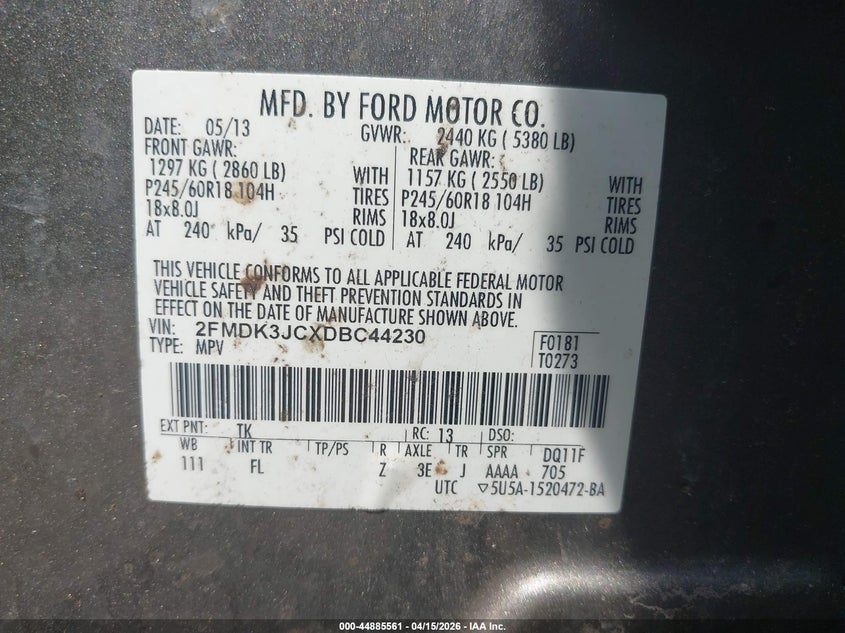 MFD. BY FORD MOTOR CO.
DATE: 05/13 GVWR: 2440 KG ( 5380 LB)
FRONT GAWR: REAR GAWR:
1297 KG ( 2860 LB) WITH 1157 KG ( 2550 LB) WITH
P245/60R18 104H TIRES P245/60R18 104H TIRES
18x8.0J RIMS 18x8.0J RIMS
AT 240 kPa/ 35 PSI COLD AT 240 kPa/ 35 PSI COLD
THIS VEHICLE CONFORMS TO ALL APPLICABLE FEDERAL MOTOR
VEHICLE SAFETY AND THEFT PREVENTION STANDARDS IN
EFFECT ON THE DATE OF MANUFACTURE SHOWN ABOVE.
VIN: 2FMDK3JCXDBC44230 F0181
TYPE: MPV T0273
EXT PNT: TK RC: 13 DSO:
WB INT TR TP/PS R AXLE TR SPR DQ11F
111 FL Z 3E J AAAA 705
UTC ▽5U5A-1520472-BA
000-44885561 | 04/15/2026 | IAA Inc.